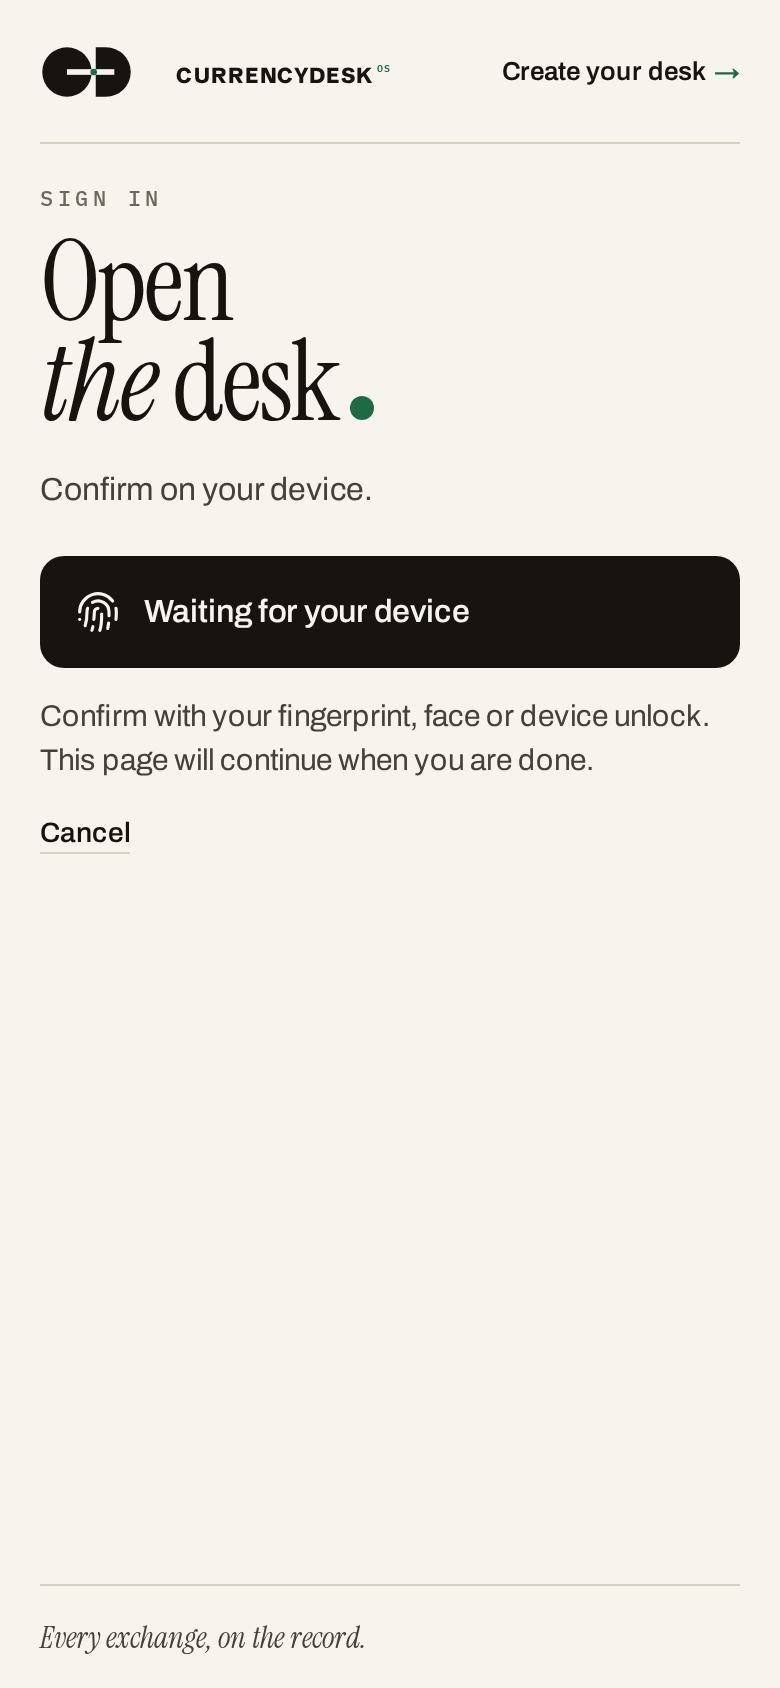 CURRENCYDESK OS
Create your desk →
SIGN IN
Open
the desk.
Confirm on your device.
Waiting for your device
Confirm with your fingerprint, face or device unlock.
This page will continue when you are done.
Cancel
Every exchange, on the record.